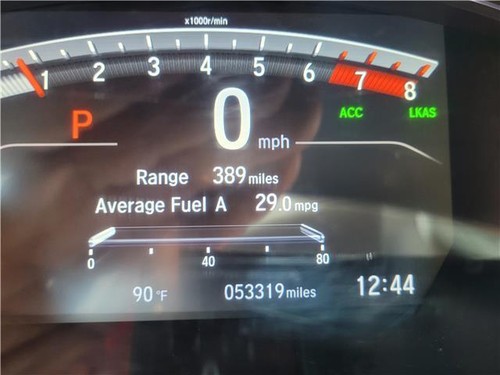 x1000r/min
1 2 3 4 5 6 7 8
ACC LKAS
P 0 mph
Range 389 miles
Average Fuel A 29.0 mpg
0 40 80
90 °F 053319 miles 12:44